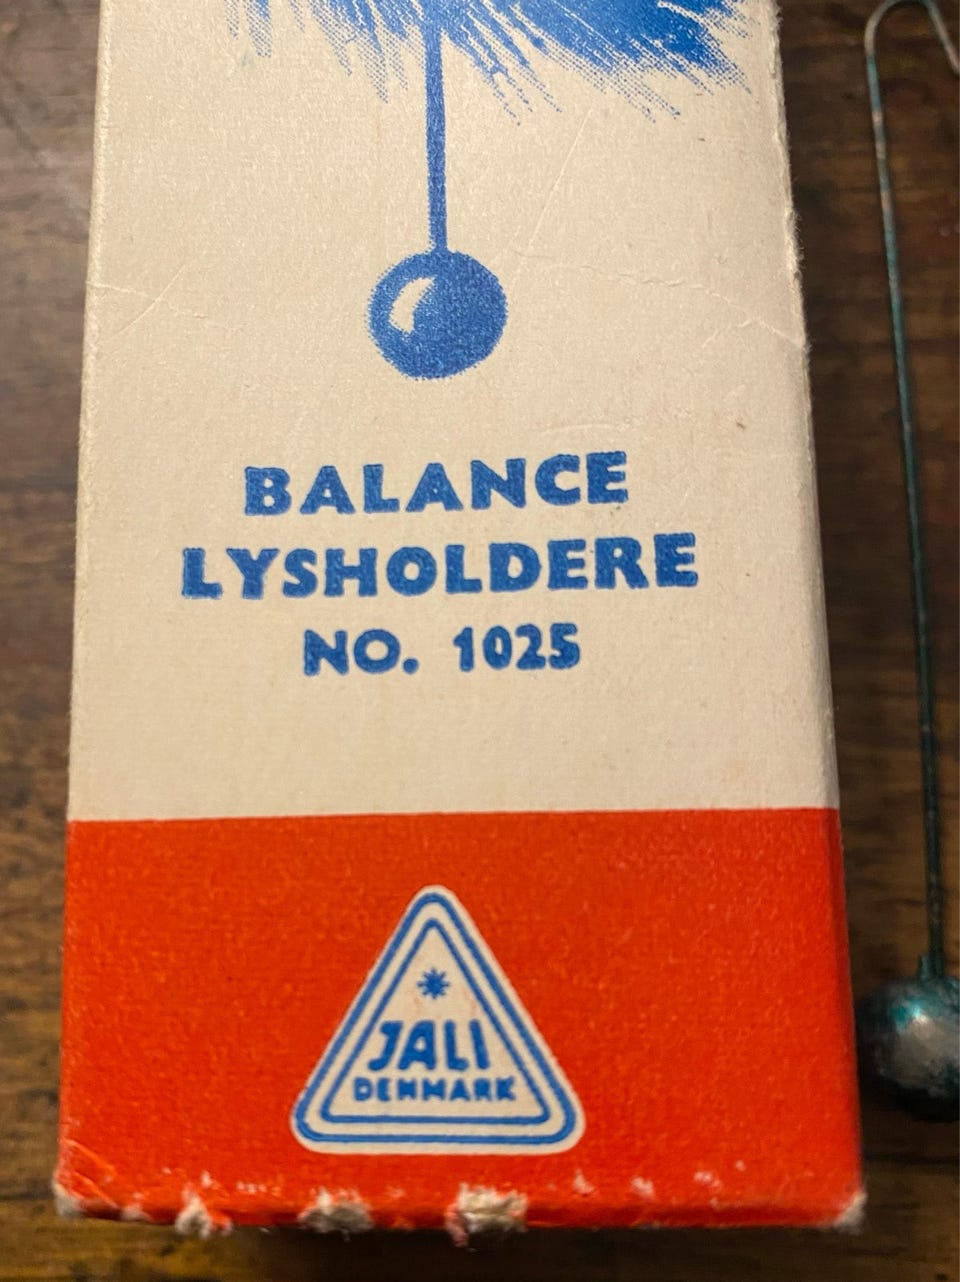 BALANCE
LYSHOLDERE
NO. 1025
JALI
DENMARK